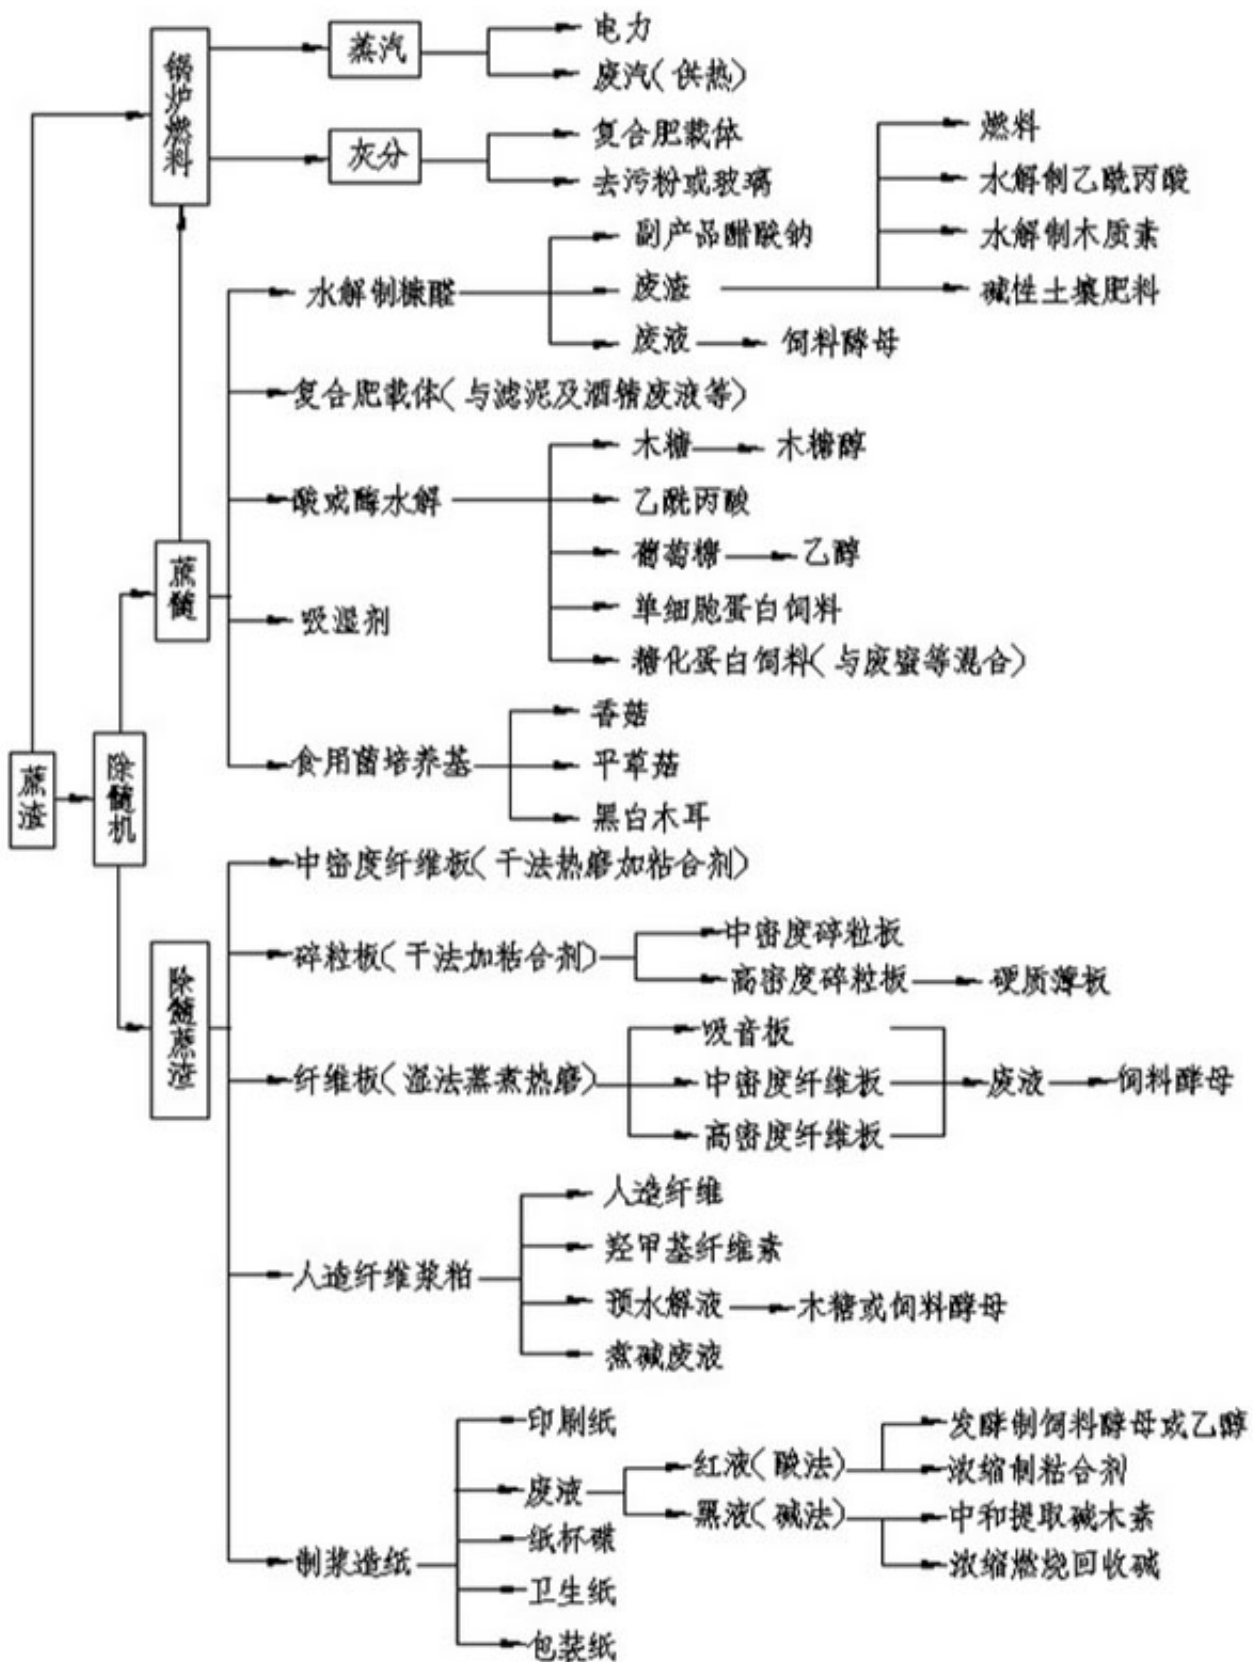 锅炉燃料
蒸汽
电力
废汽(供热)
灰分
复合肥载体
去污粉或玻璃
蔗渣
除髓机
蔗髓
水解制糠醛
副产品醋酸钠
废渣
燃料
水解制乙酰丙酸
水解制木质素
碱性土壤肥料
废液
饲料酵母
复合肥载体(与滤泥及酒精废液等)
酸或酶水解
木糖
木糖醇
乙酰丙酸
葡萄糖
乙醇
单细胞蛋白饲料
糖化蛋白饲料(与废蜜等混合)
吸湿剂
食用菌培养基
香菇
平草菇
黑白木耳
除髓蔗渣
中密度纤维板(干法热磨加粘合剂)
碎粒板(干法加粘合剂)
中密度碎粒板
高密度碎粒板
硬质薄板
纤维板(湿法蒸煮热磨)
吸音板
中密度纤维板
高密度纤维板
废液
饲料酵母
人造纤维浆粕
人造纤维
羟甲基纤维素
预水解液
木糖或饲料酵母
煮碱废液
制浆造纸
印刷纸
废液
红液(酸法)
发酵制饲料酵母或乙醇
浓缩制粘合剂
黑液(碱法)
中和提取碱木素
浓缩燃烧回收碱
纸杯碟
卫生纸
包装纸